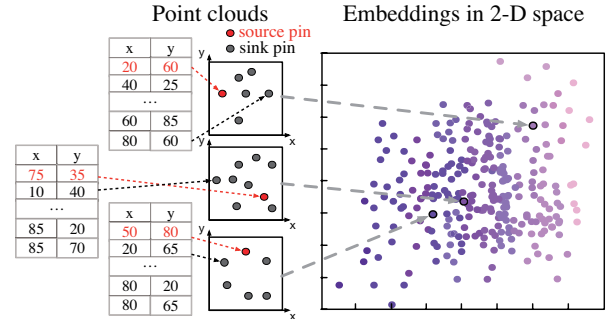 Point clouds
Embeddings in 2-D space
source pin
sink pin
x y
20 60
40 25
...
60 85
80 60
y
x
x y
75 35
10 40
...
85 20
85 70
y
x
x y
50 80
20 65
...
80 20
80 65
y
x